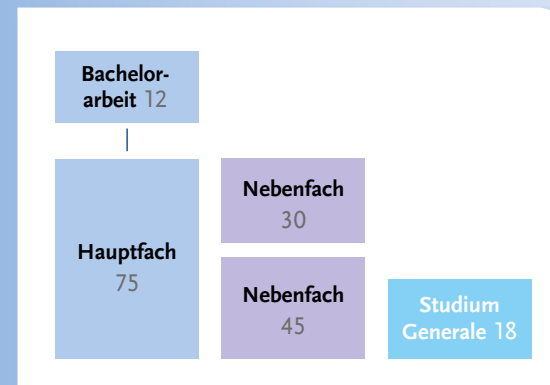 Bachelor-
arbeit 12
Hauptfach
75
Nebenfach
30
Nebenfach
45
Studium
Generale 18